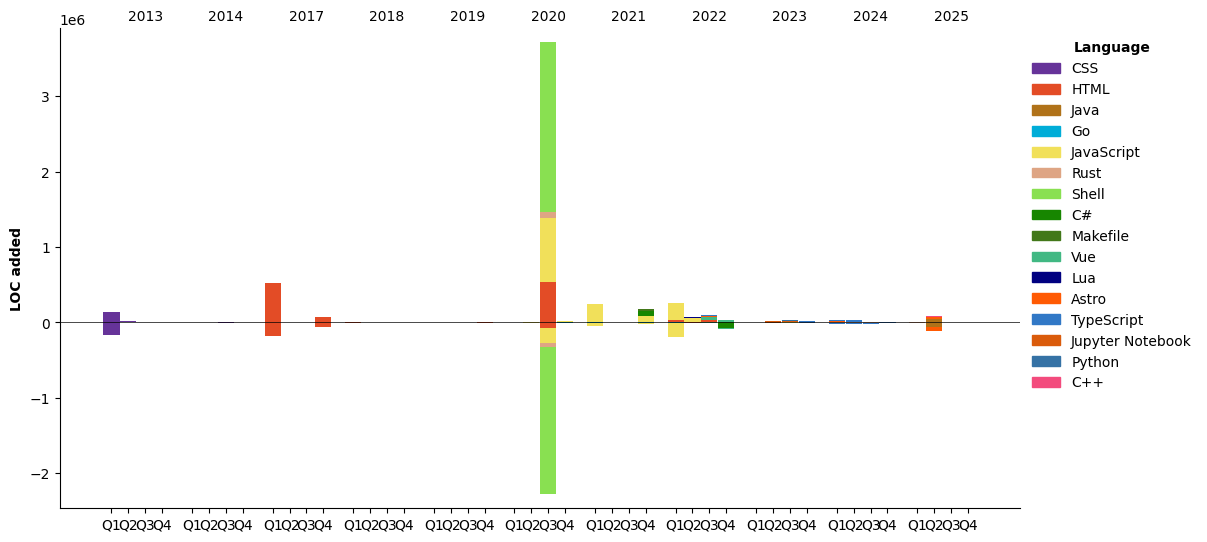 1e6
2013 2014 2017 2018 2019 2020 2021 2022 2023 2024 2025
LOC added
3
2
1
0
−1
−2
Q1Q2Q3Q4 Q1Q2Q3Q4 Q1Q2Q3Q4 Q1Q2Q3Q4 Q1Q2Q3Q4 Q1Q2Q3Q4 Q1Q2Q3Q4 Q1Q2Q3Q4 Q1Q2Q3Q4 Q1Q2Q3Q4 Q1Q2Q3Q4
Language
CSS
HTML
Java
Go
JavaScript
Rust
Shell
C#
Makefile
Vue
Lua
Astro
TypeScript
Jupyter Notebook
Python
C++